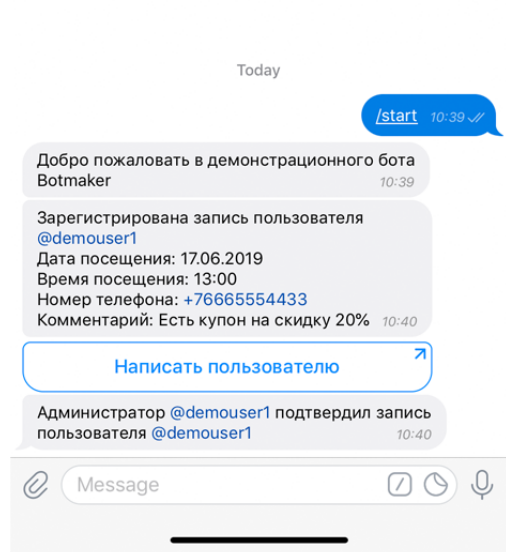 Today
/start 10:39
Добро пожаловать в демонстрационного бота
Botmaker 10:39
Зарегистрирована запись пользователя
@demouser1
Дата посещения: 17.06.2019
Время посещения: 13:00
Номер телефона: +76665554433
Комментарий: Есть купон на скидку 20% 10:40
Написать пользователю
Администратор @demouser1 подтвердил запись
пользователя @demouser1 10:40
Message